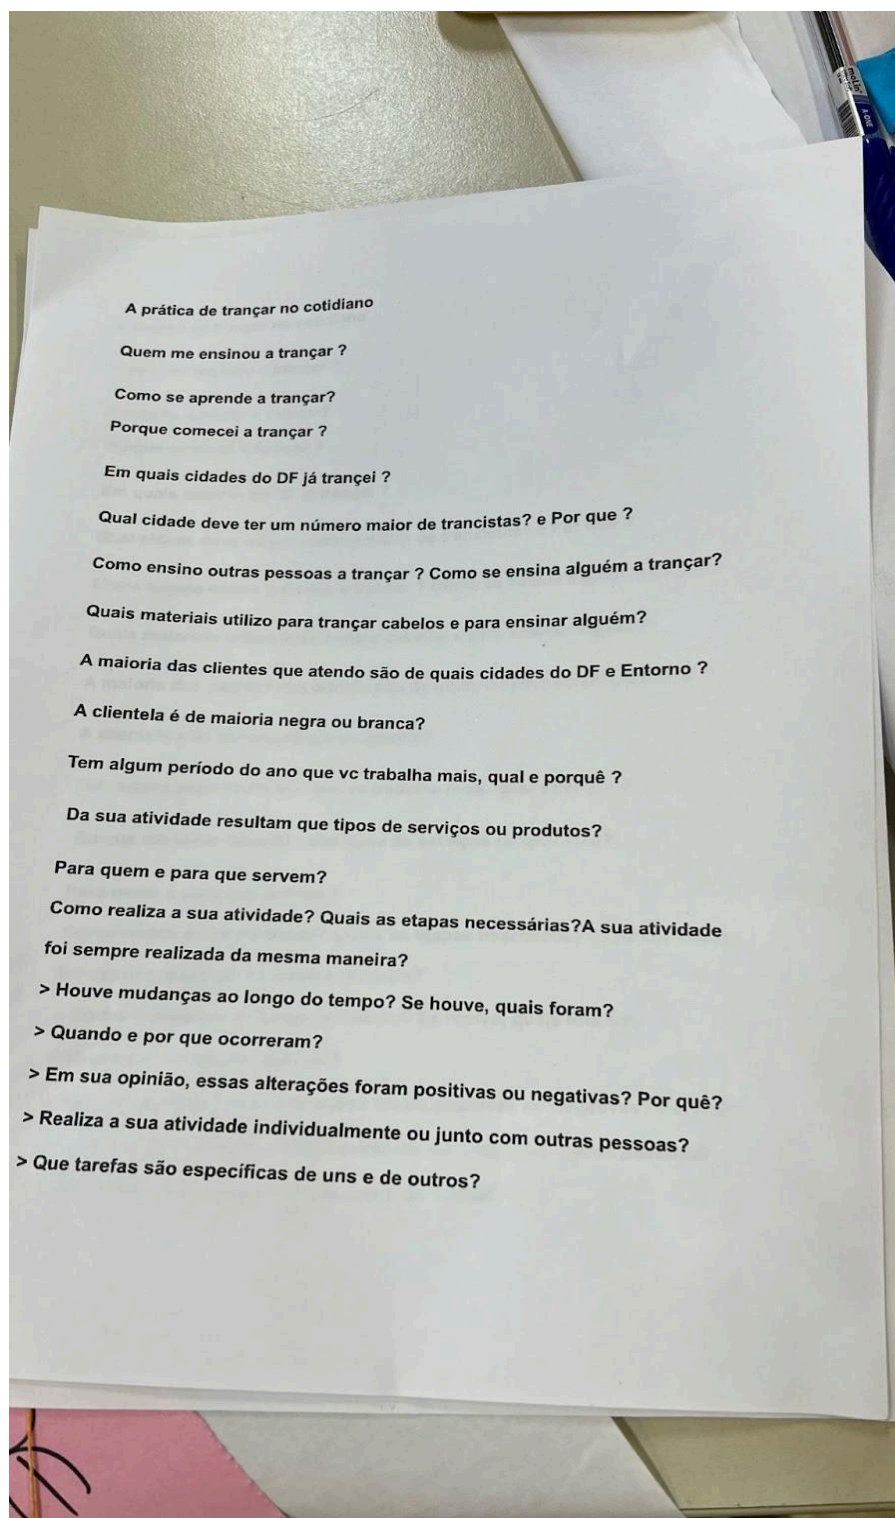 molin
A-ONE
A prática de trançar no cotidiano
Quem me ensinou a trançar ?
Como se aprende a trançar?
Porque comecei a trançar ?
Em quais cidades do DF já trançei ?
Qual cidade deve ter um número maior de trancistas? e Por que ?
Como ensino outras pessoas a trançar ? Como se ensina alguém a trançar?
Quais materiais utilizo para trançar cabelos e para ensinar alguém?
A maioria das clientes que atendo são de quais cidades do DF e Entorno ?
A clientela é de maioria negra ou branca?
Tem algum período do ano que vc trabalha mais, qual e porquê ?
Da sua atividade resultam que tipos de serviços ou produtos?
Para quem e para que servem?
Como realiza a sua atividade? Quais as etapas necessárias?A sua atividade
foi sempre realizada da mesma maneira?
> Houve mudanças ao longo do tempo? Se houve, quais foram?
> Quando e por que ocorreram?
> Em sua opinião, essas alterações foram positivas ou negativas? Por quê?
> Realiza a sua atividade individualmente ou junto com outras pessoas?
> Que tarefas são específicas de uns e de outros?